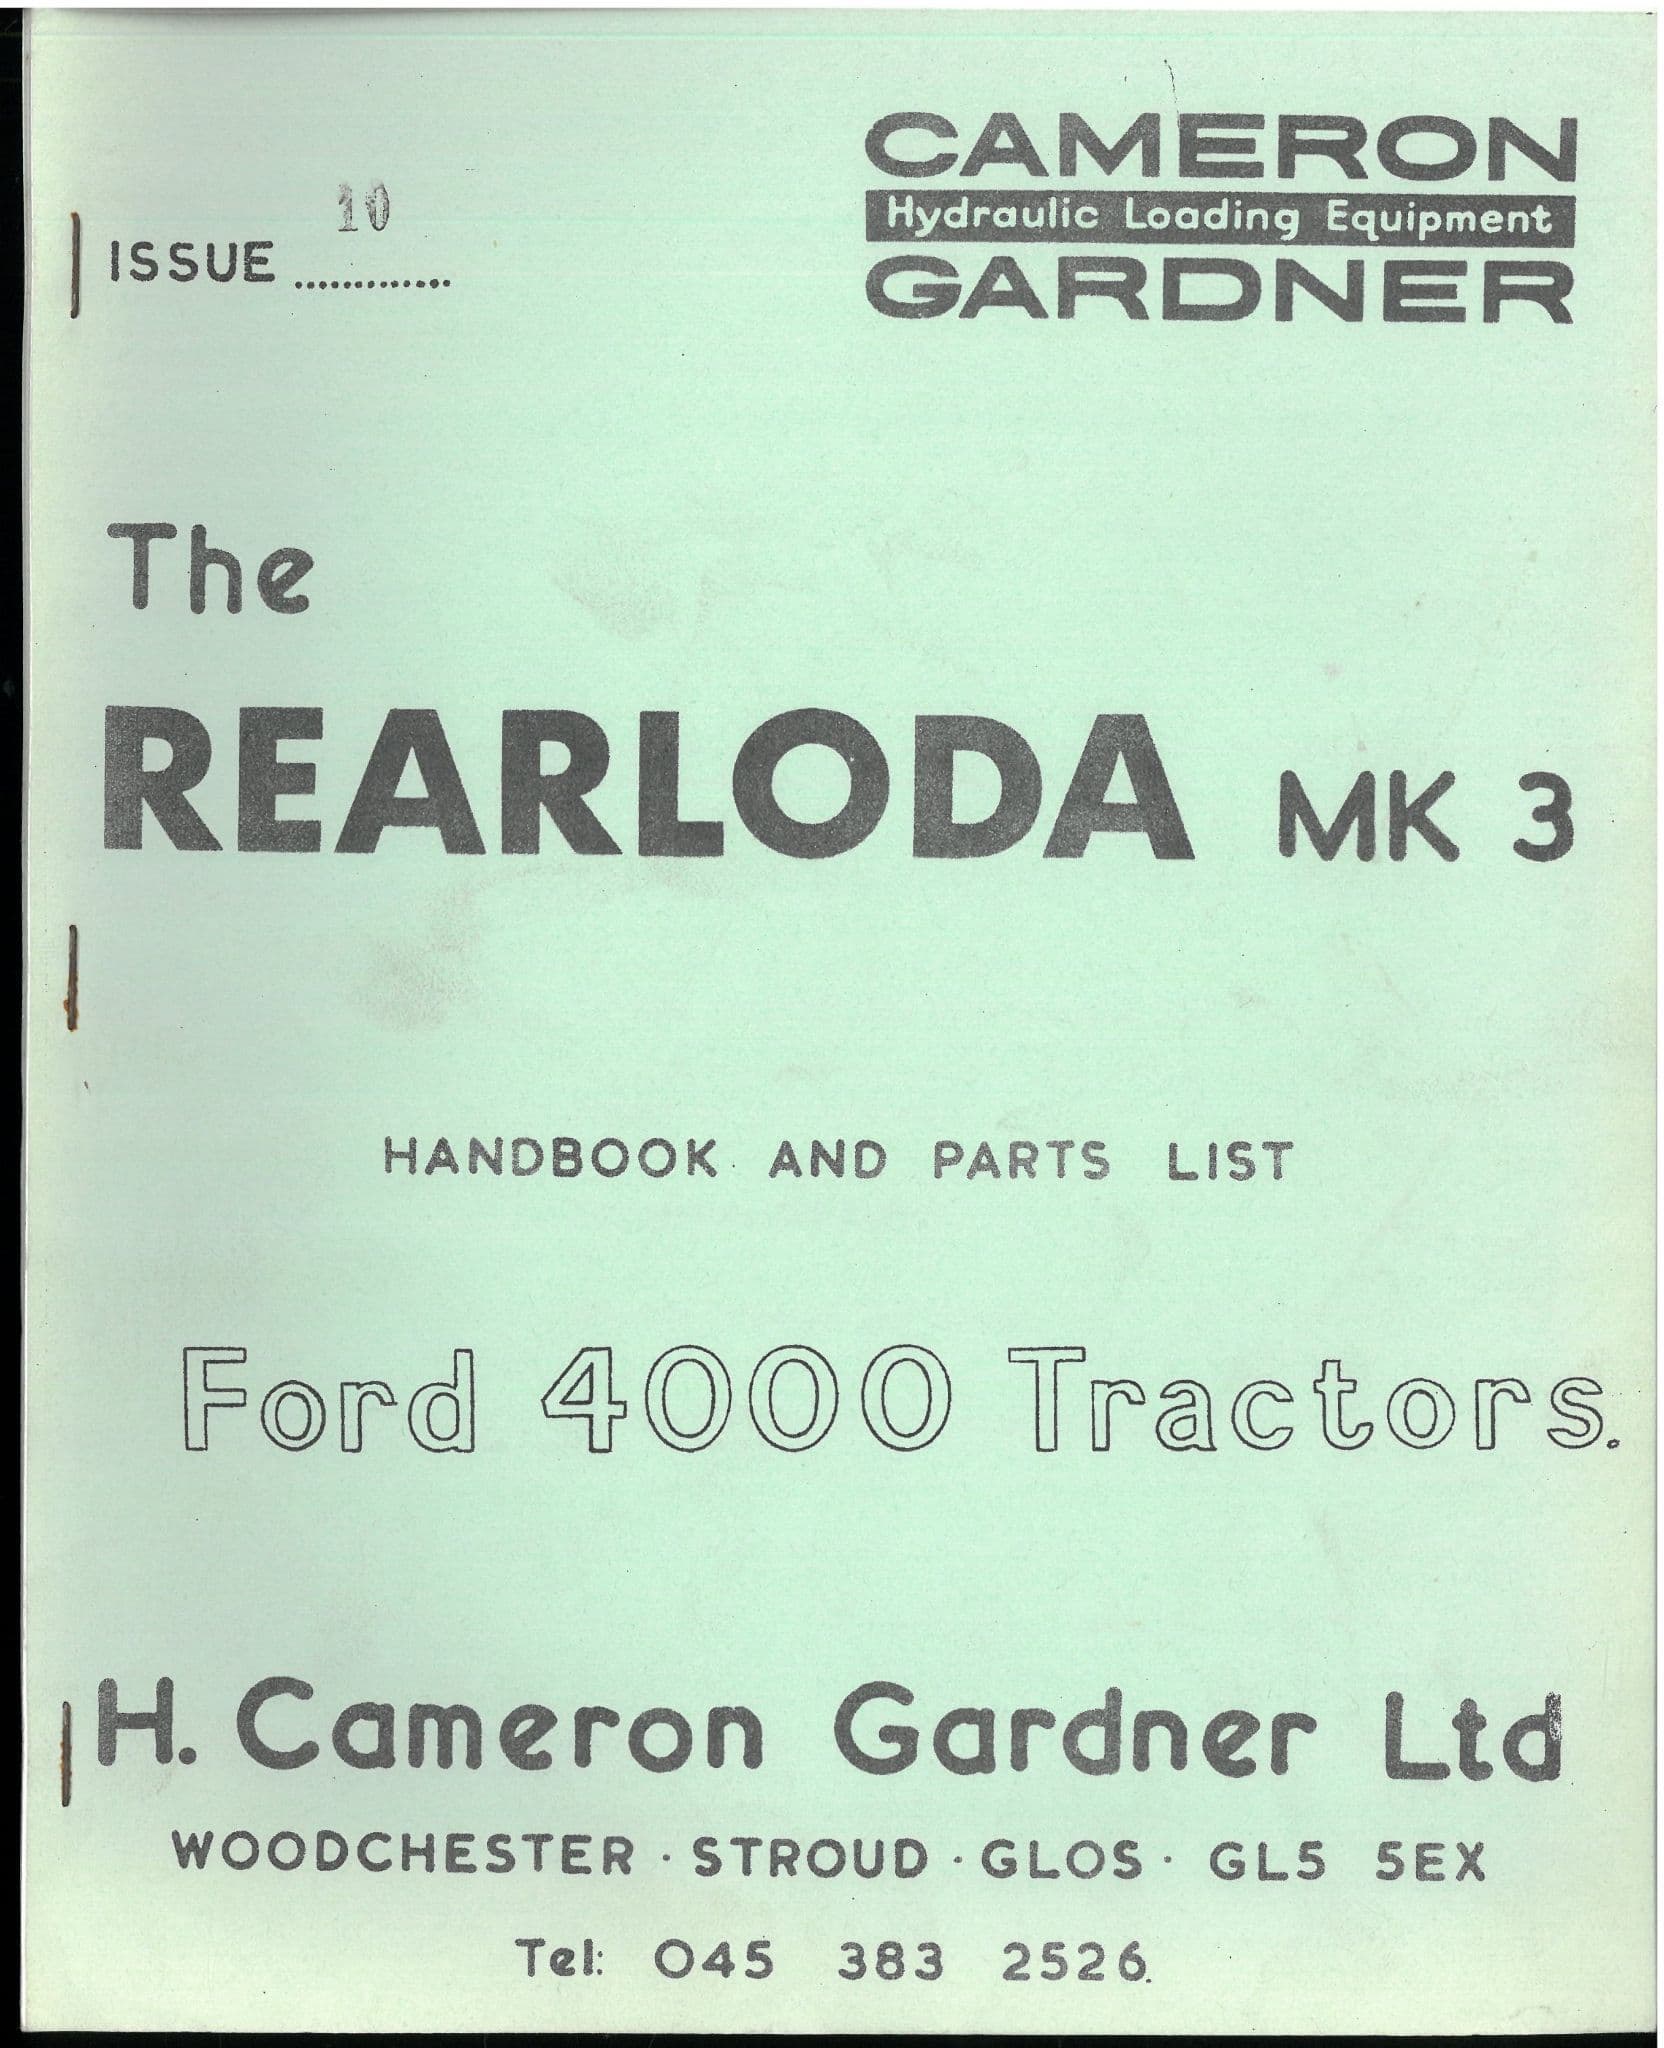 CAMERON
Hydraulic Loading Equipment
GARDNER
10
ISSUE .............
The
REARLODA MK 3
HANDBOOK AND PARTS LIST
Ford 4000 Tractors.
H. Cameron Gardner Ltd
WOODCHESTER · STROUD · GLOS · GL5 5EX
Tel: 045 383 2526.